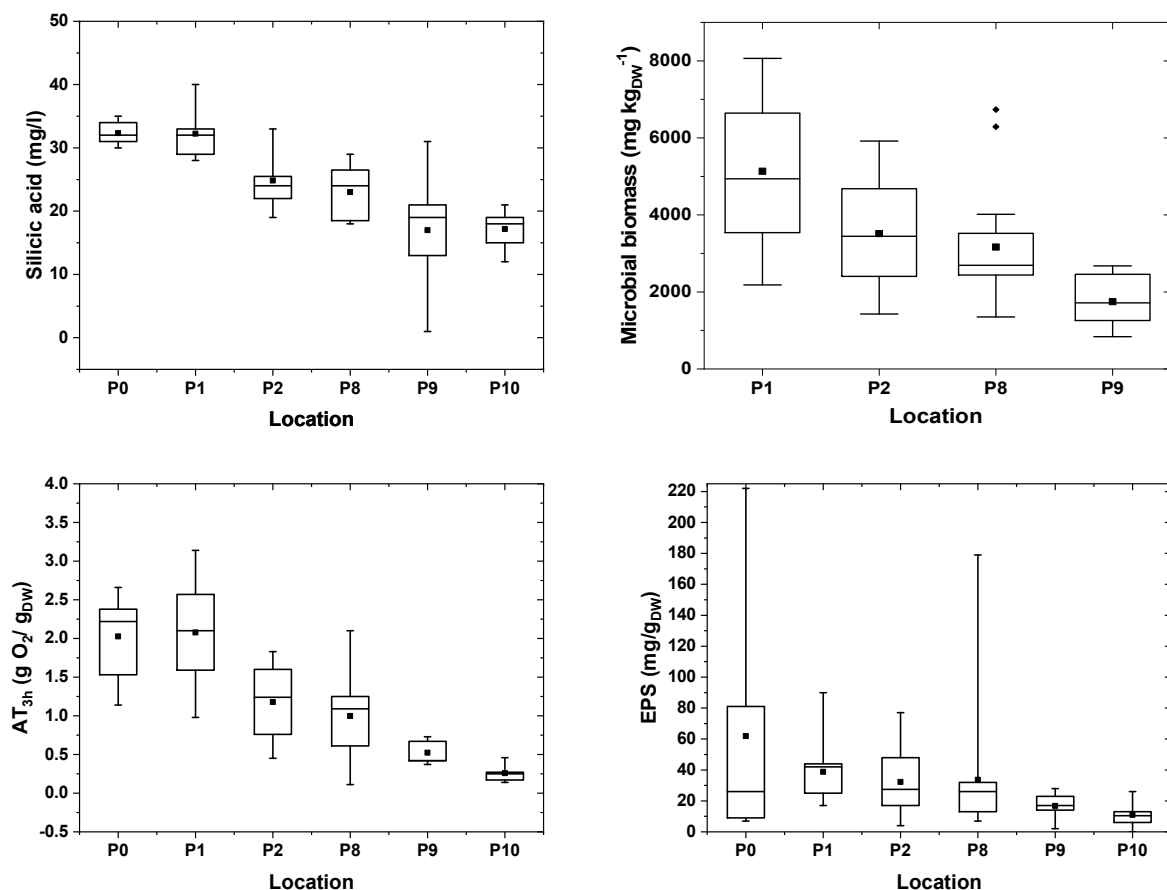 50
40
30
20
10
0
Silicic acid (mg/l)
P0 P1 P2 P8 P9 P10
Location
8000
6000
4000
2000
0
Microbial biomass (mg kg_DW^-1)
P1 P2 P8 P9
Location
4.0
3.5
3.0
2.5
2.0
1.5
1.0
0.5
0.0
-0.5
AT3h (g O2/ gDW)
P0 P1 P2 P8 P9 P10
Location
220
200
180
160
140
120
100
80
60
40
20
0
EPS (mg/gDW)
P0 P1 P2 P8 P9 P10
Location